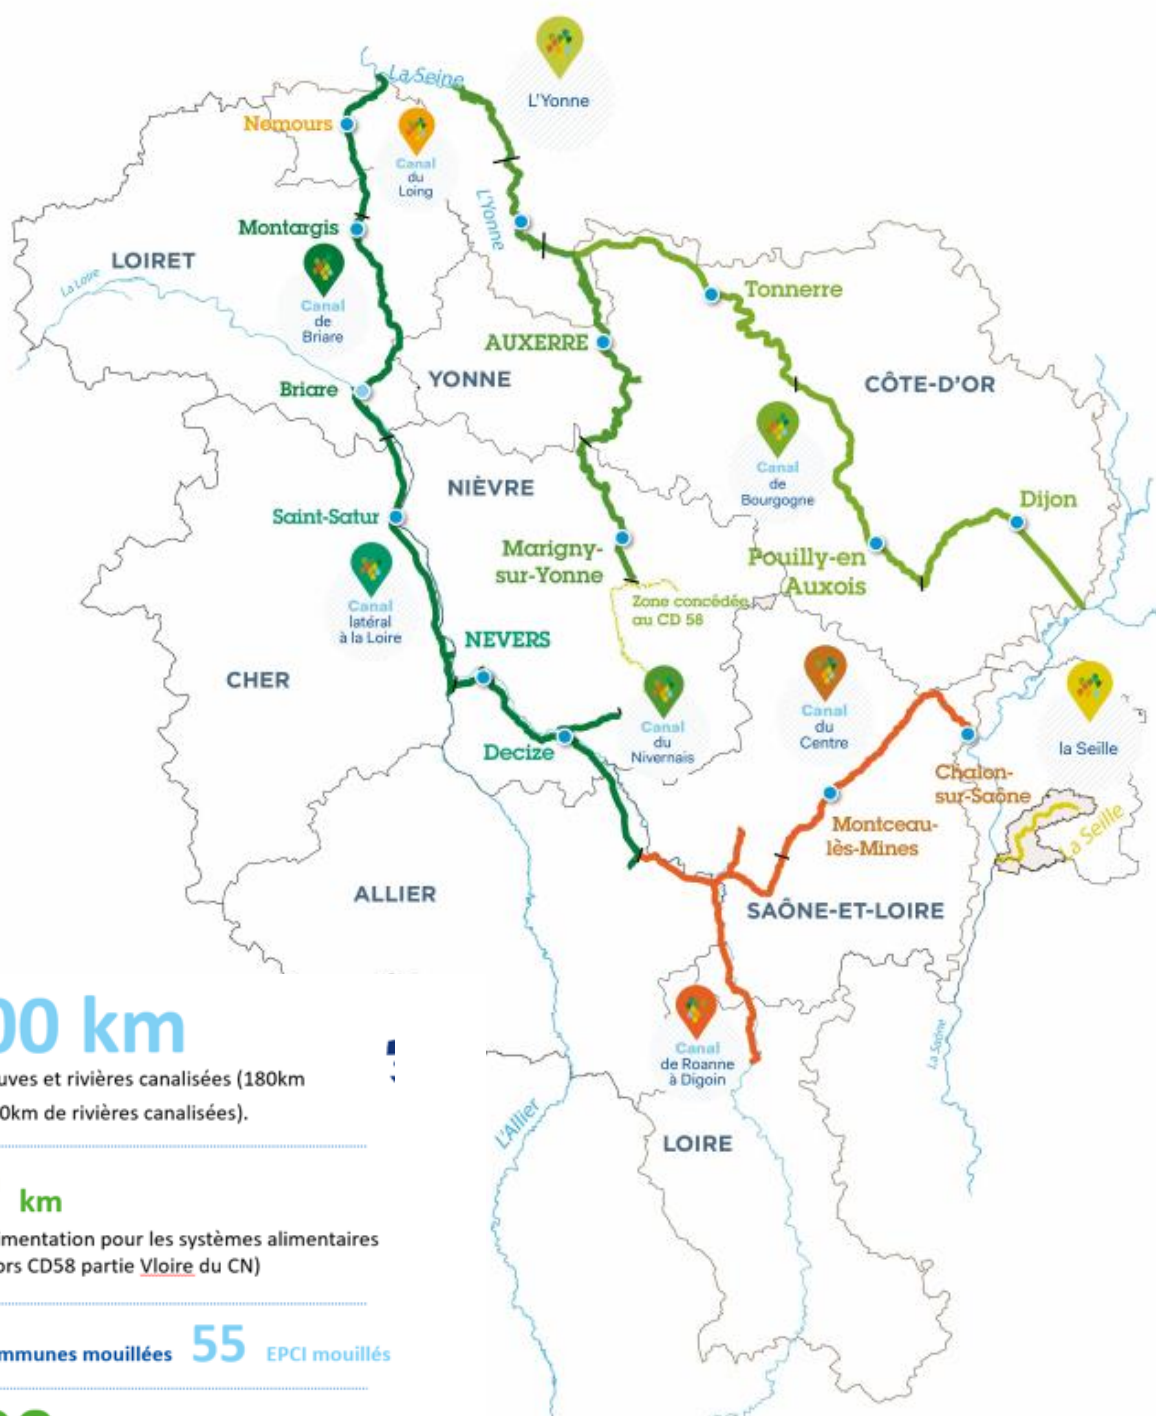 La Seine
L'Yonne
Nemours
Canal
du
Loing
L'Yonne
Montargis
LOIRET
La Loire
Canal
de
Briare
Tonnerre
AUXERRE
YONNE
CÔTE-D'OR
Briare
Canal
de
Bourgogne
NIÈVRE
Dijon
Saint-Satur
Marigny-
sur-Yonne
Pouilly-en
Auxois
Canal
latéral
à la Loire
Zone concédée
au CD 58
NEVERS
CHER
Canal
du
Nivernais
Canal
du
Centre
la Seille
Decize
Chalon-
sur-Saône
Montceau-
lès-Mines
La Seille
ALLIER
SAÔNE-ET-LOIRE
00 km
uves et rivières canalisées (180km
0km de rivières canalisées).
Canal
de Roanne
à Digoin
La Saône
L'Allier
LOIRE
km
imentation pour les systèmes alimentaires
ors CD58 partie Vloire du CN)
mmunes mouillées 55 EPCI mouillés